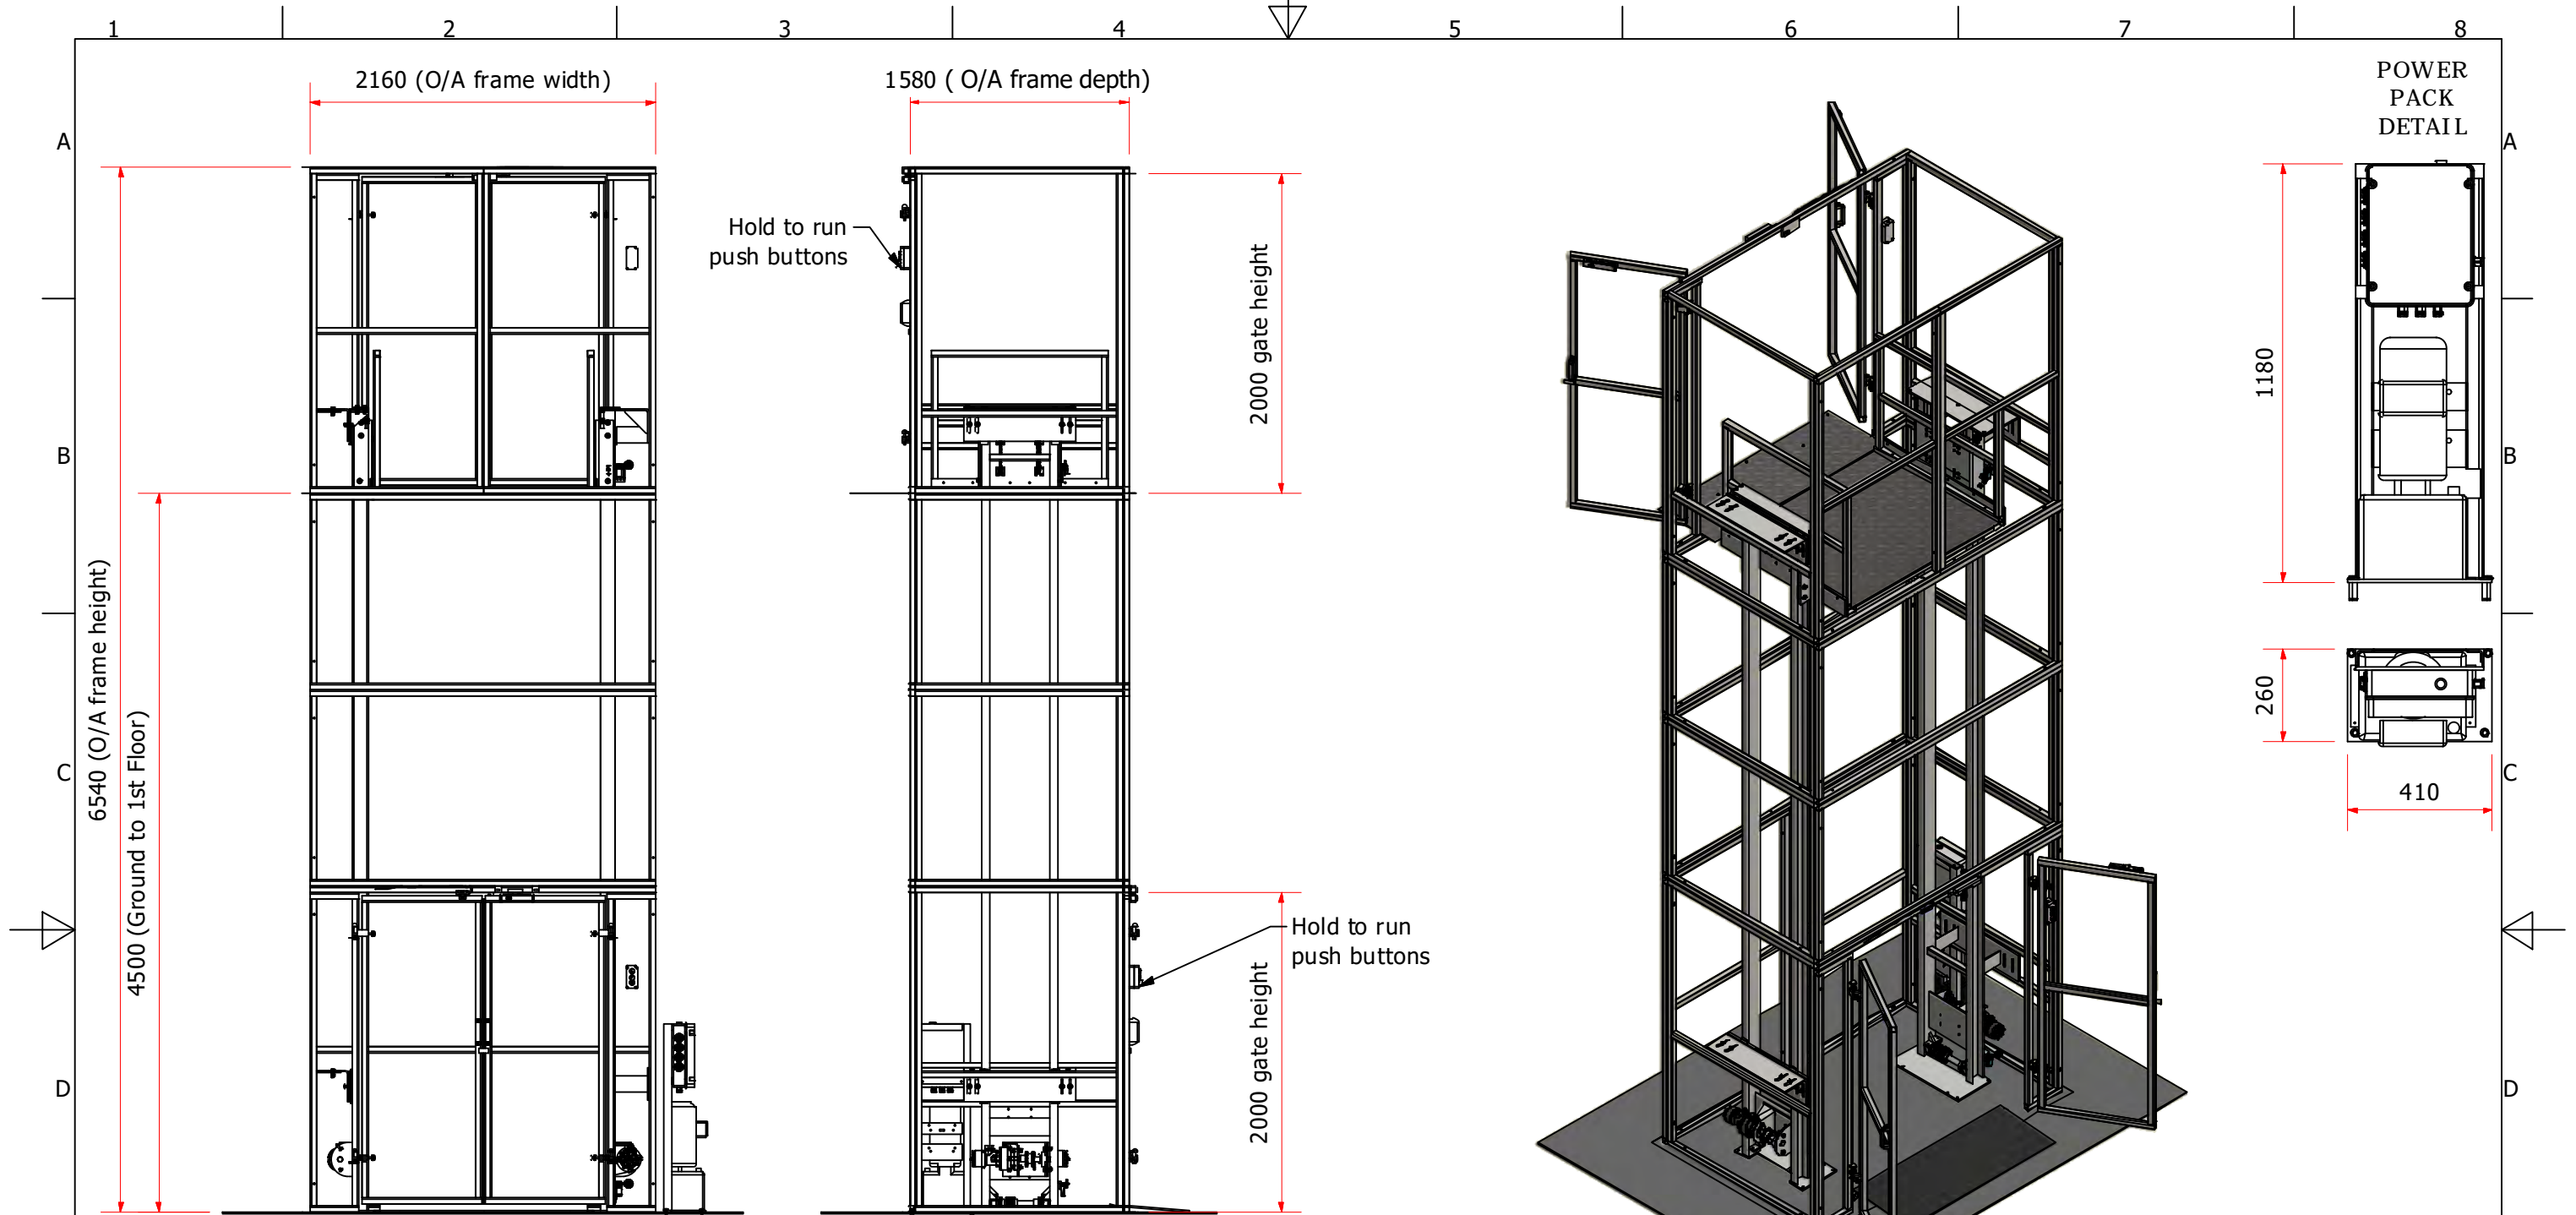 1 2 3 4 5 6 7 8
2160 (O/A frame width)
1580 ( O/A frame depth)
POWER
PACK
DETAIL
A
A
Hold to run
push buttons
2000 gate height
1180
B
B
6540 (O/A frame height)
4500 (Ground to 1st Floor)
260
C
C
410
Hold to run
push buttons
2000 gate height
D
D